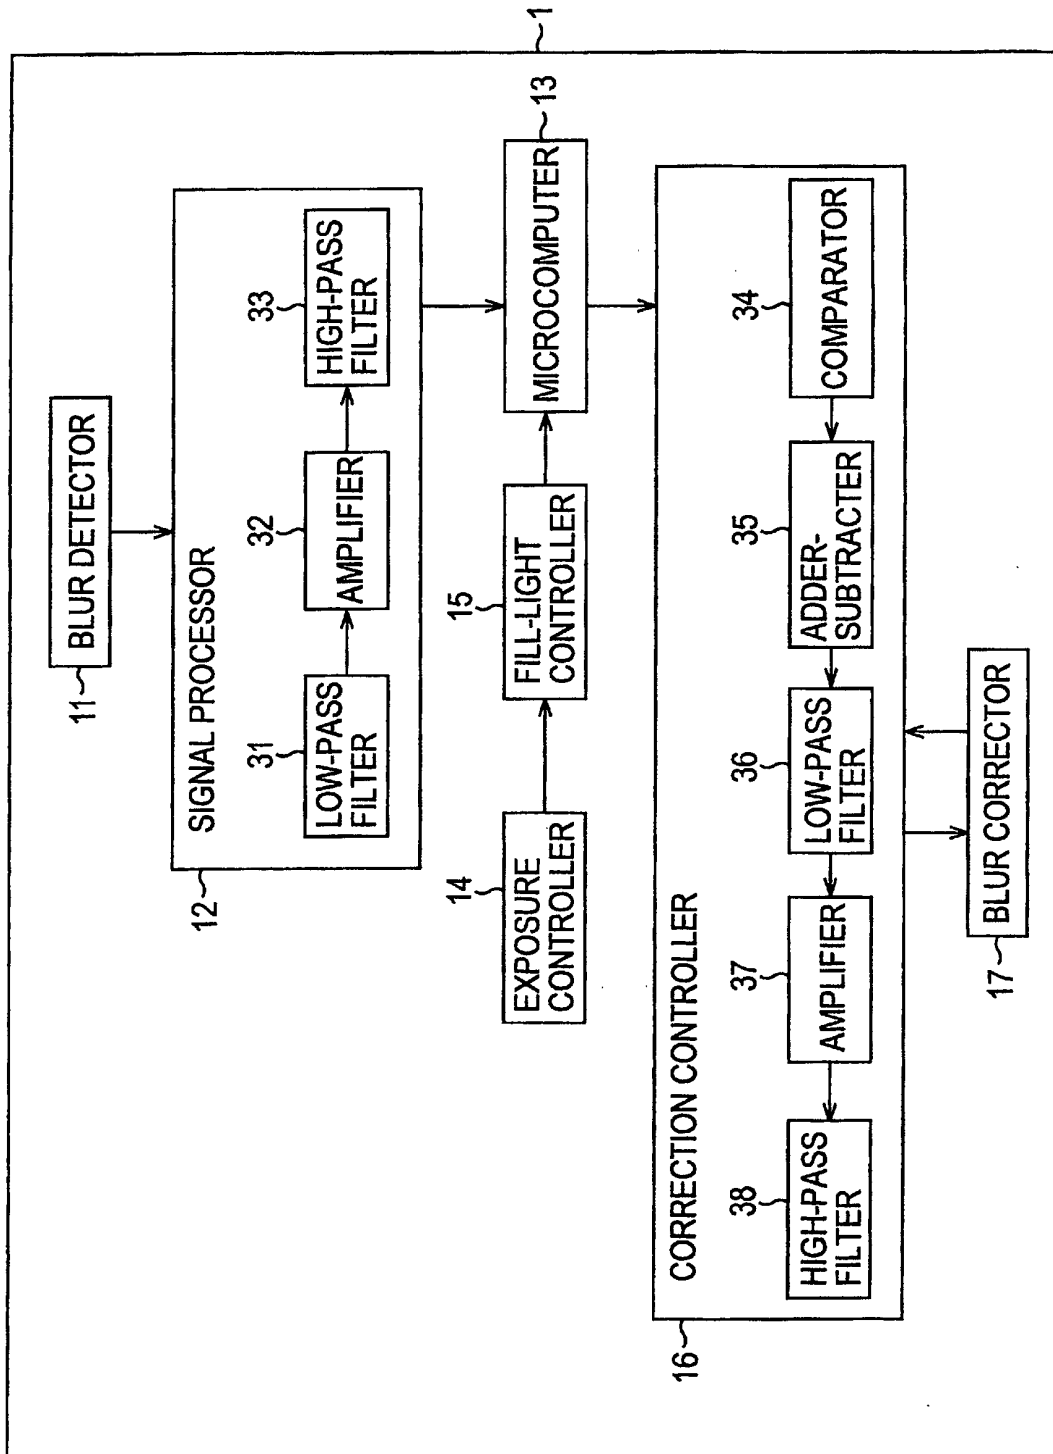 1
BLUR DETECTOR
11
SIGNAL PROCESSOR
12
31
LOW-PASS
FILTER
32
AMPLIFIER
33
HIGH-PASS
FILTER
14
EXPOSURE
CONTROLLER
15
FILL-LIGHT
CONTROLLER
MICROCOMPUTER
13
CORRECTION CONTROLLER
16
38
HIGH-PASS
FILTER
37
AMPLIFIER
36
LOW-PASS
FILTER
35
ADDER-
SUBTRACTER
34
COMPARATOR
BLUR CORRECTOR
17